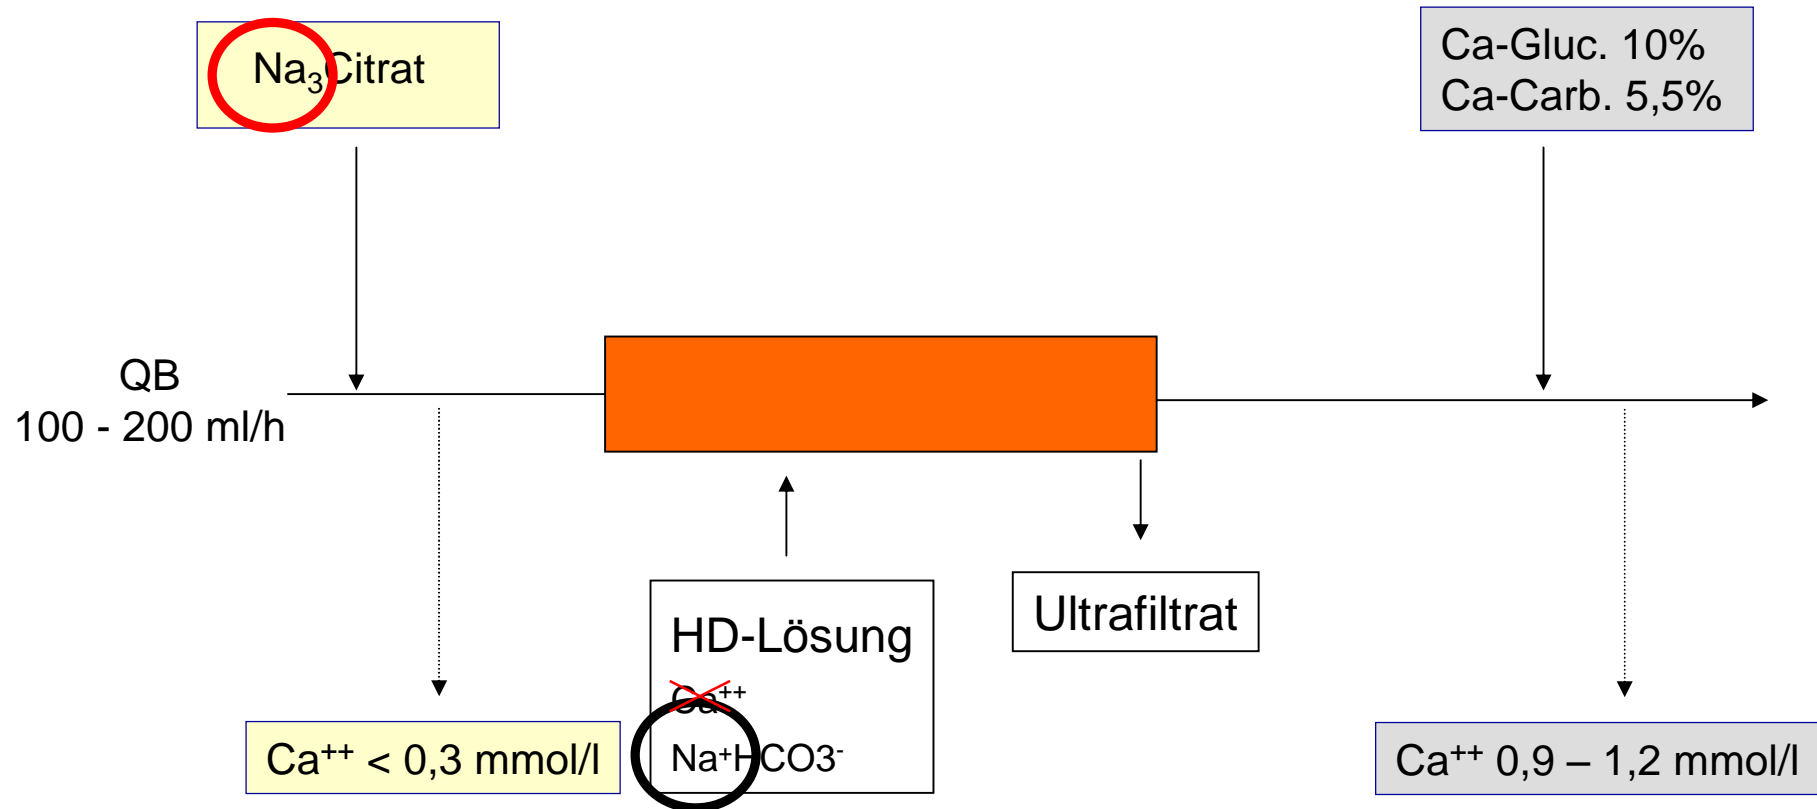 Na₃Citrat
Ca-Gluc. 10%
Ca-Carb. 5,5%
QB
100 - 200 ml/h
HD-Lösung
Ca⁺⁺
Na⁺HCO3⁻
Ultrafiltrat
Ca⁺⁺ < 0,3 mmol/l
Ca⁺⁺ 0,9 – 1,2 mmol/l